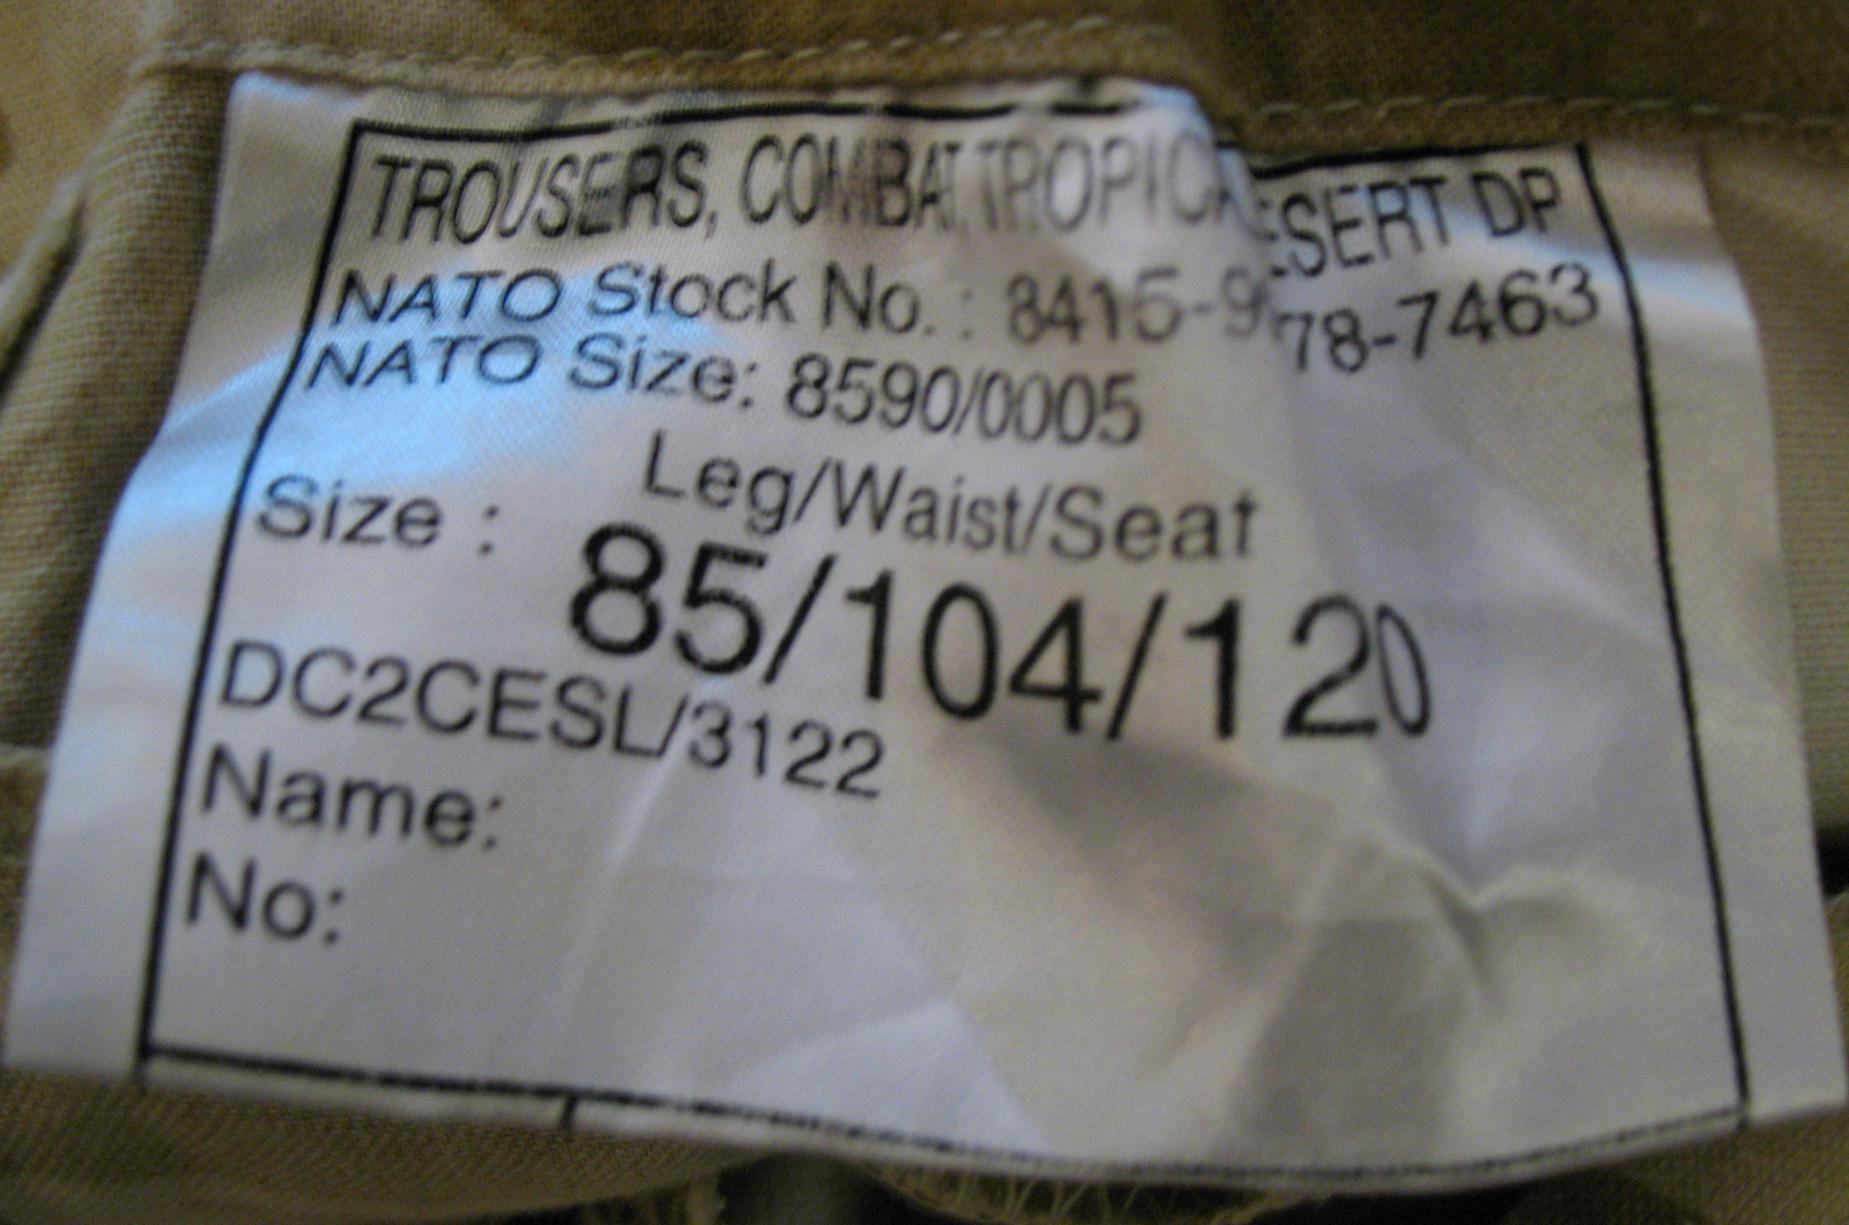 TROUSERS, COMBAT, TROPICA ESERT DP
NATO Stock No. : 8415-9 78-7463
NATO Size: 8590/0005
Leg/Waist/Seat
Size : 85/104/120
DC2CESL/3122
Name:
No: